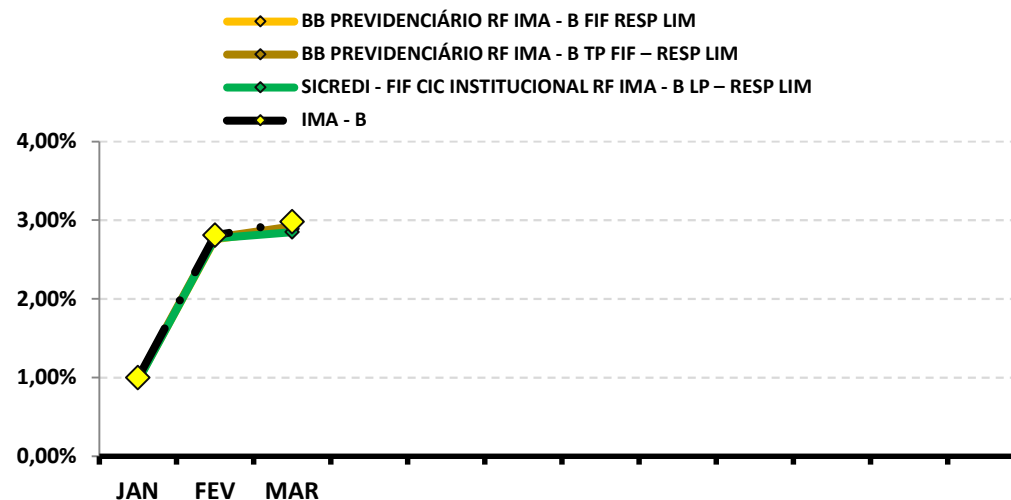 BB PREVIDENCIÁRIO RF IMA - B FIF RESP LIM
BB PREVIDENCIÁRIO RF IMA - B TP FIF – RESP LIM
SICREDI - FIF CIC INSTITUCIONAL RF IMA - B LP – RESP LIM
IMA - B
4,00%
3,00%
2,00%
1,00%
0,00%
JAN FEV MAR